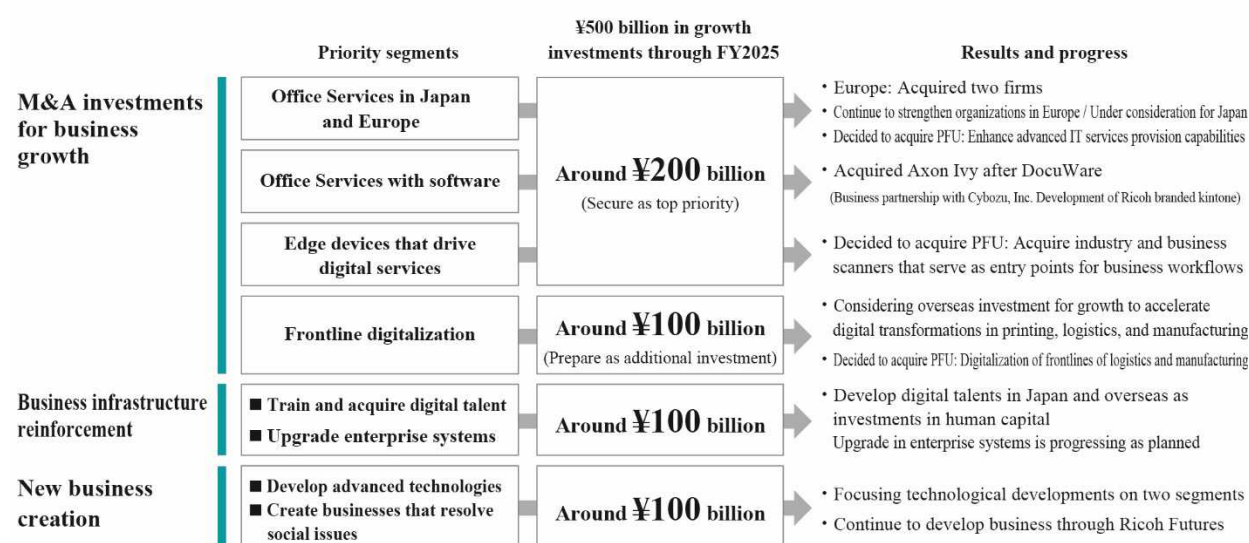 Priority segments
¥500 billion in growth
investments through FY2025
Results and progress
M&A investments
for business
growth
Office Services in Japan
and Europe
Office Services with software
Edge devices that drive
digital services
Frontline digitalization
Around ¥200 billion
(Secure as top priority)
Around ¥100 billion
(Prepare as additional investment)
・Europe: Acquired two firms
・Continue to strengthen organizations in Europe / Under consideration for Japan
・Decided to acquire PFU: Enhance advanced IT services provision capabilities
・Acquired Axon Ivy after DocuWare
(Business partnership with Cybozu, Inc. Development of Ricoh branded kintone)
・Decided to acquire PFU: Acquire industry and business
scanners that serve as entry points for business workflows
・Considering overseas investment for growth to accelerate
digital transformations in printing, logistics, and manufacturing
・Decided to acquire PFU: Digitalization of frontlines of logistics and manufacturing
Business infrastructure
reinforcement
■ Train and acquire digital talent
■ Upgrade enterprise systems
Around ¥100 billion
・Develop digital talents in Japan and overseas as
investments in human capital
Upgrade in enterprise systems is progressing as planned
New business
creation
■ Develop advanced technologies
■ Create businesses that resolve
social issues
Around ¥100 billion
・Focusing technological developments on two segments
・Continue to develop business through Ricoh Futures